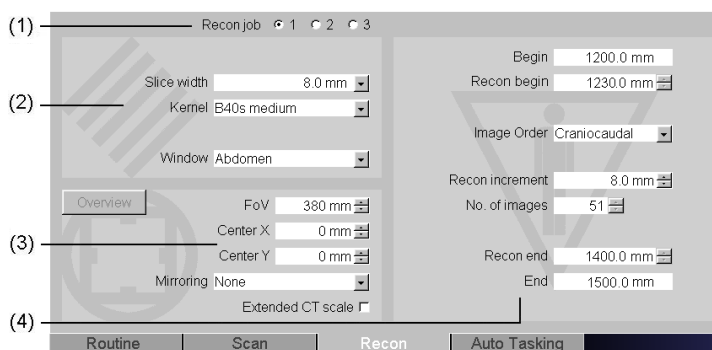 (1) Recon job 1 2 3
(2)
Slice width 8.0 mm
Kernel B40s medium
Window Abdomen
(3)
Overview
FoV 380 mm
Center X 0 mm
Center Y 0 mm
Mirroring None
Extended CT scale
(4)
Begin 1200.0 mm
Recon begin 1230.0 mm
Image Order Craniocaudal
Recon increment 8.0 mm
No. of images 51
Recon end 1400.0 mm
End 1500.0 mm
Routine Scan Recon Auto Tasking